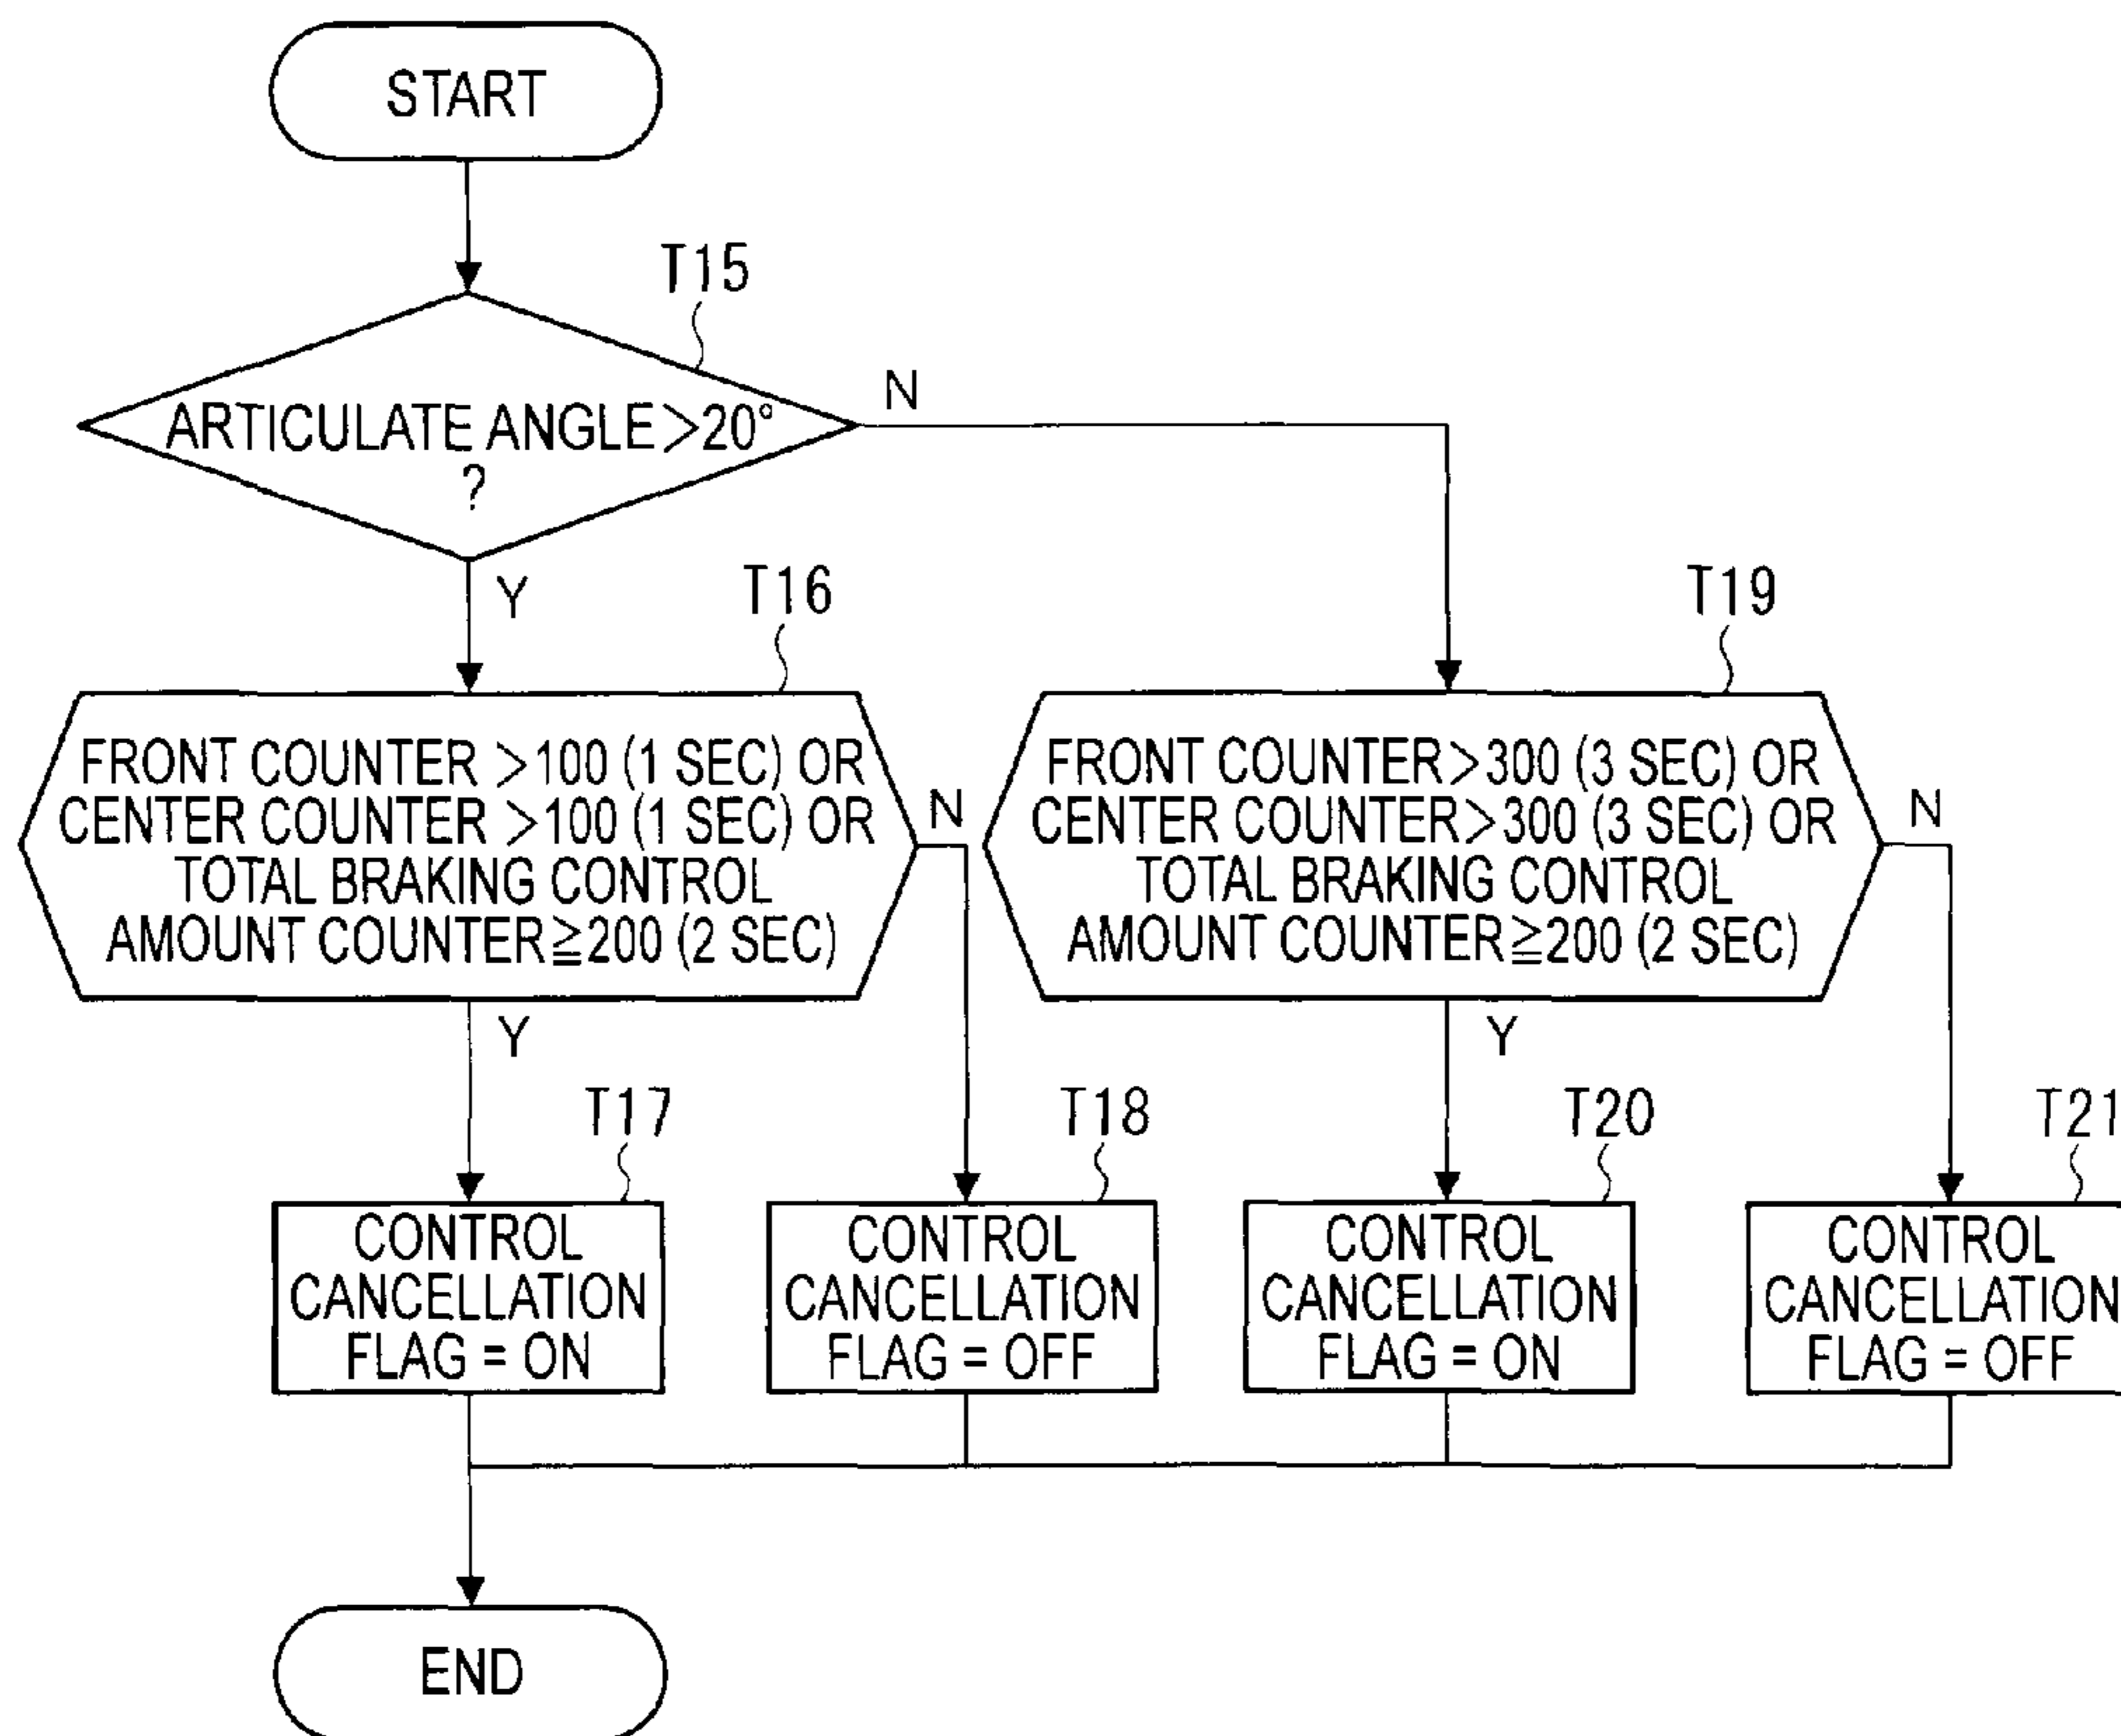 START
T15
ARTICULATE ANGLE>20°
?
N
Y
T16
FRONT COUNTER >100 (1 SEC) OR
CENTER COUNTER >100 (1 SEC) OR
TOTAL BRAKING CONTROL
AMOUNT COUNTER≧200 (2 SEC)
N
Y
T19
FRONT COUNTER>300 (3 SEC) OR
CENTER COUNTER>300 (3 SEC) OR
TOTAL BRAKING CONTROL
AMOUNT COUNTER≧200 (2 SEC)
N
Y
T17
CONTROL
CANCELLATION
FLAG = ON
T18
CONTROL
CANCELLATION
FLAG = OFF
T20
CONTROL
CANCELLATION
FLAG = ON
T21
CONTROL
CANCELLATION
FLAG = OFF
END